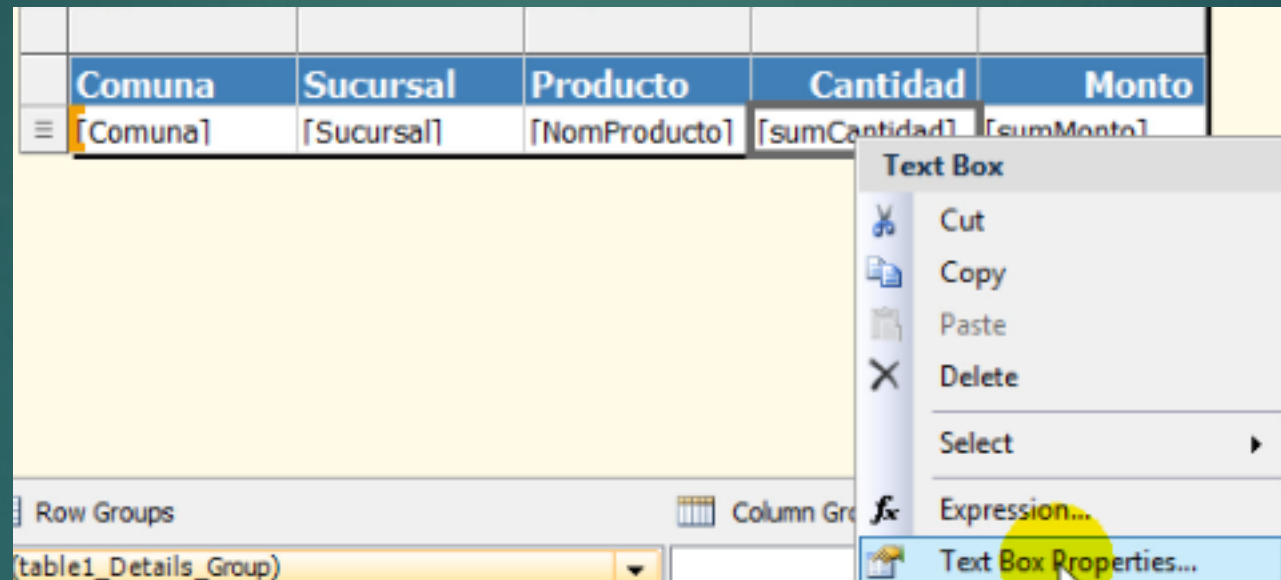 Comuna Sucursal Producto Cantidad Monto
[Comuna] [Sucursal] [NomProducto] [sumCantidad] [sumMonto]
Text Box
Cut
Copy
Paste
Delete
Select
Row Groups Column Gro fx Expression...
(table1_Details_Group) Text Box Properties...